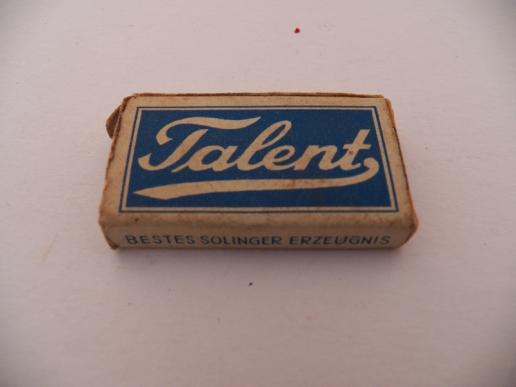 Talent
BESTES SOLINGER ERZEUGNIS